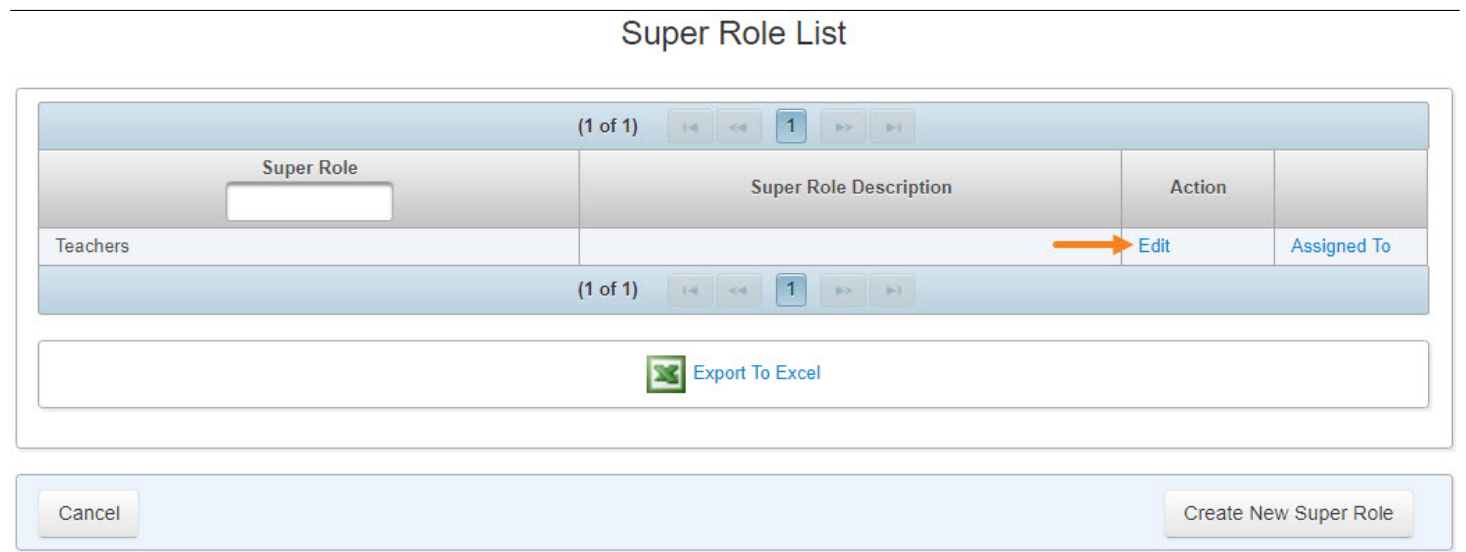 Super Role List
(1 of 1) 1
Super Role
Super Role Description
Action
Teachers
Edit
Assigned To
(1 of 1) 1
Export To Excel
Cancel
Create New Super Role